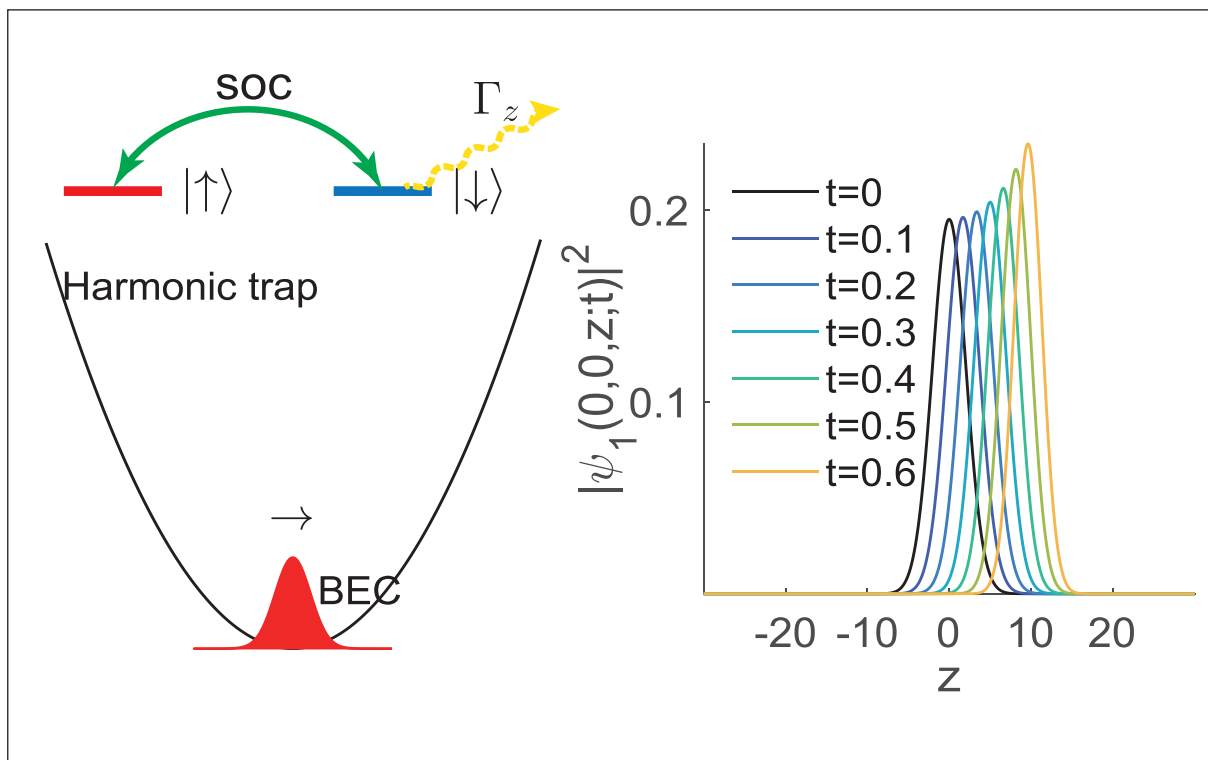 soc
Γz
|↑⟩
|↓⟩
Harmonic trap
→
BEC
|ψ_1(0,0,z;t)|²
0.2
0.1
t=0
t=0.1
t=0.2
t=0.3
t=0.4
t=0.5
t=0.6
-20 -10 0 10 20
z